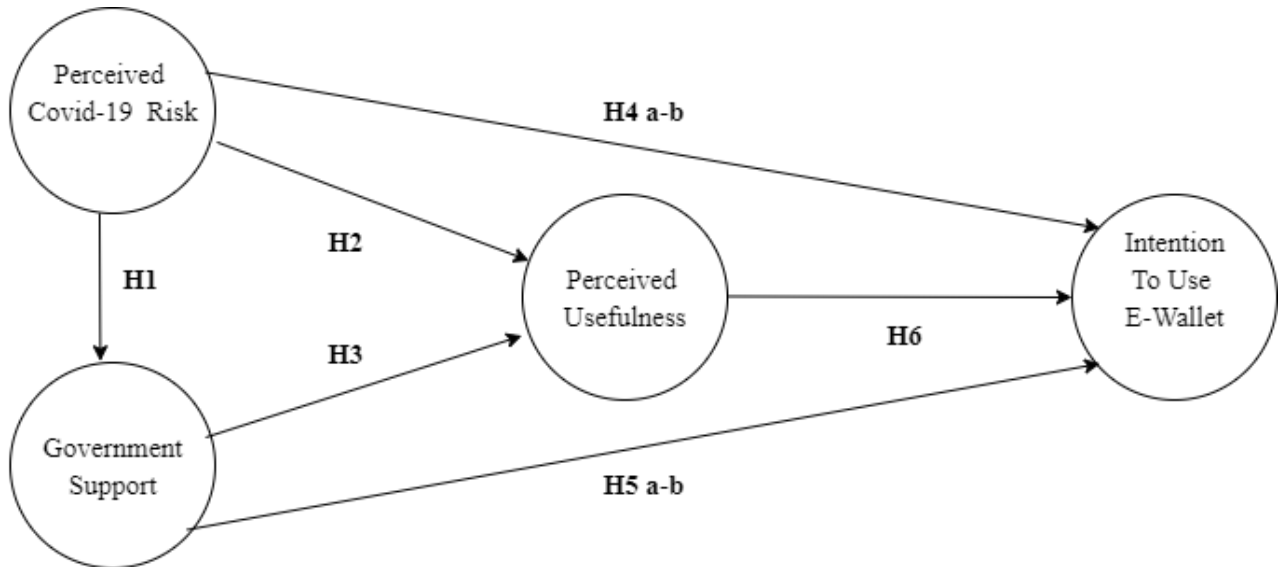 Perceived
Covid-19 Risk
H4 a-b
H2
H1
Perceived
Usefulness
Intention
To Use
E-Wallet
H3
H6
Government
Support
H5 a-b